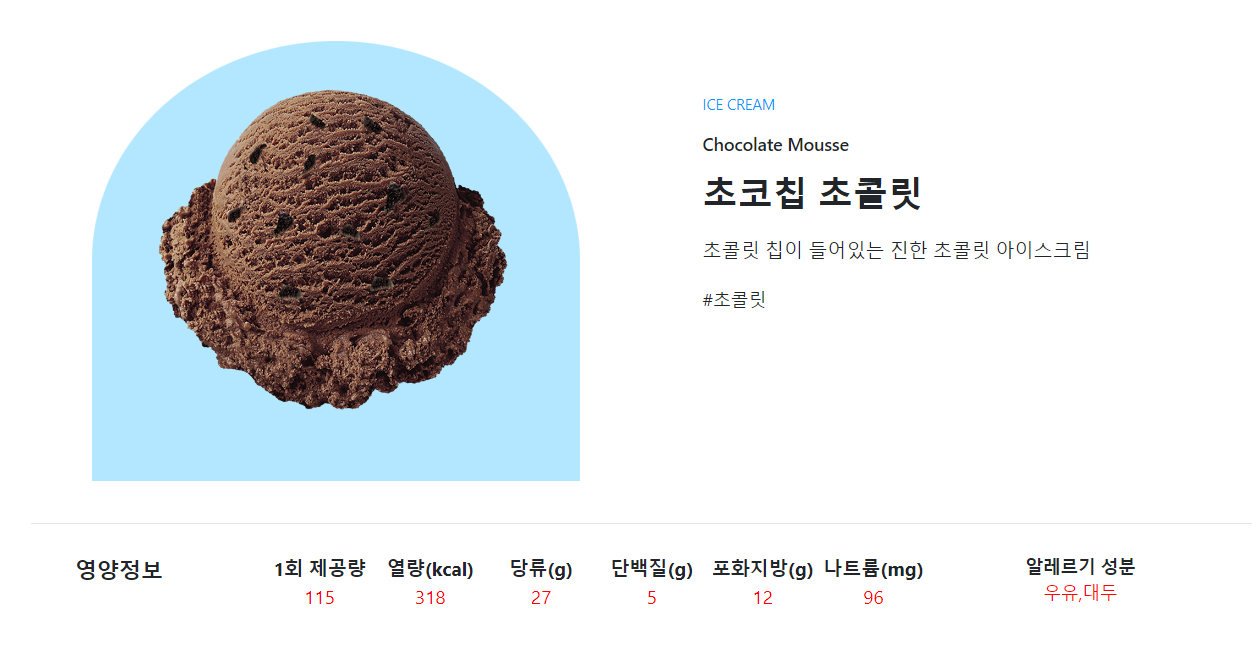 ICE CREAM
Chocolate Mousse
초코칩 초콜릿
초콜릿 칩이 들어있는 진한 초콜릿 아이스크림
#초콜릿
영양정보
1회 제공량 열량(kcal) 당류(g) 단백질(g) 포화지방(g) 나트륨(mg) 알레르기 성분
115 318 27 5 12 96 우유,대두